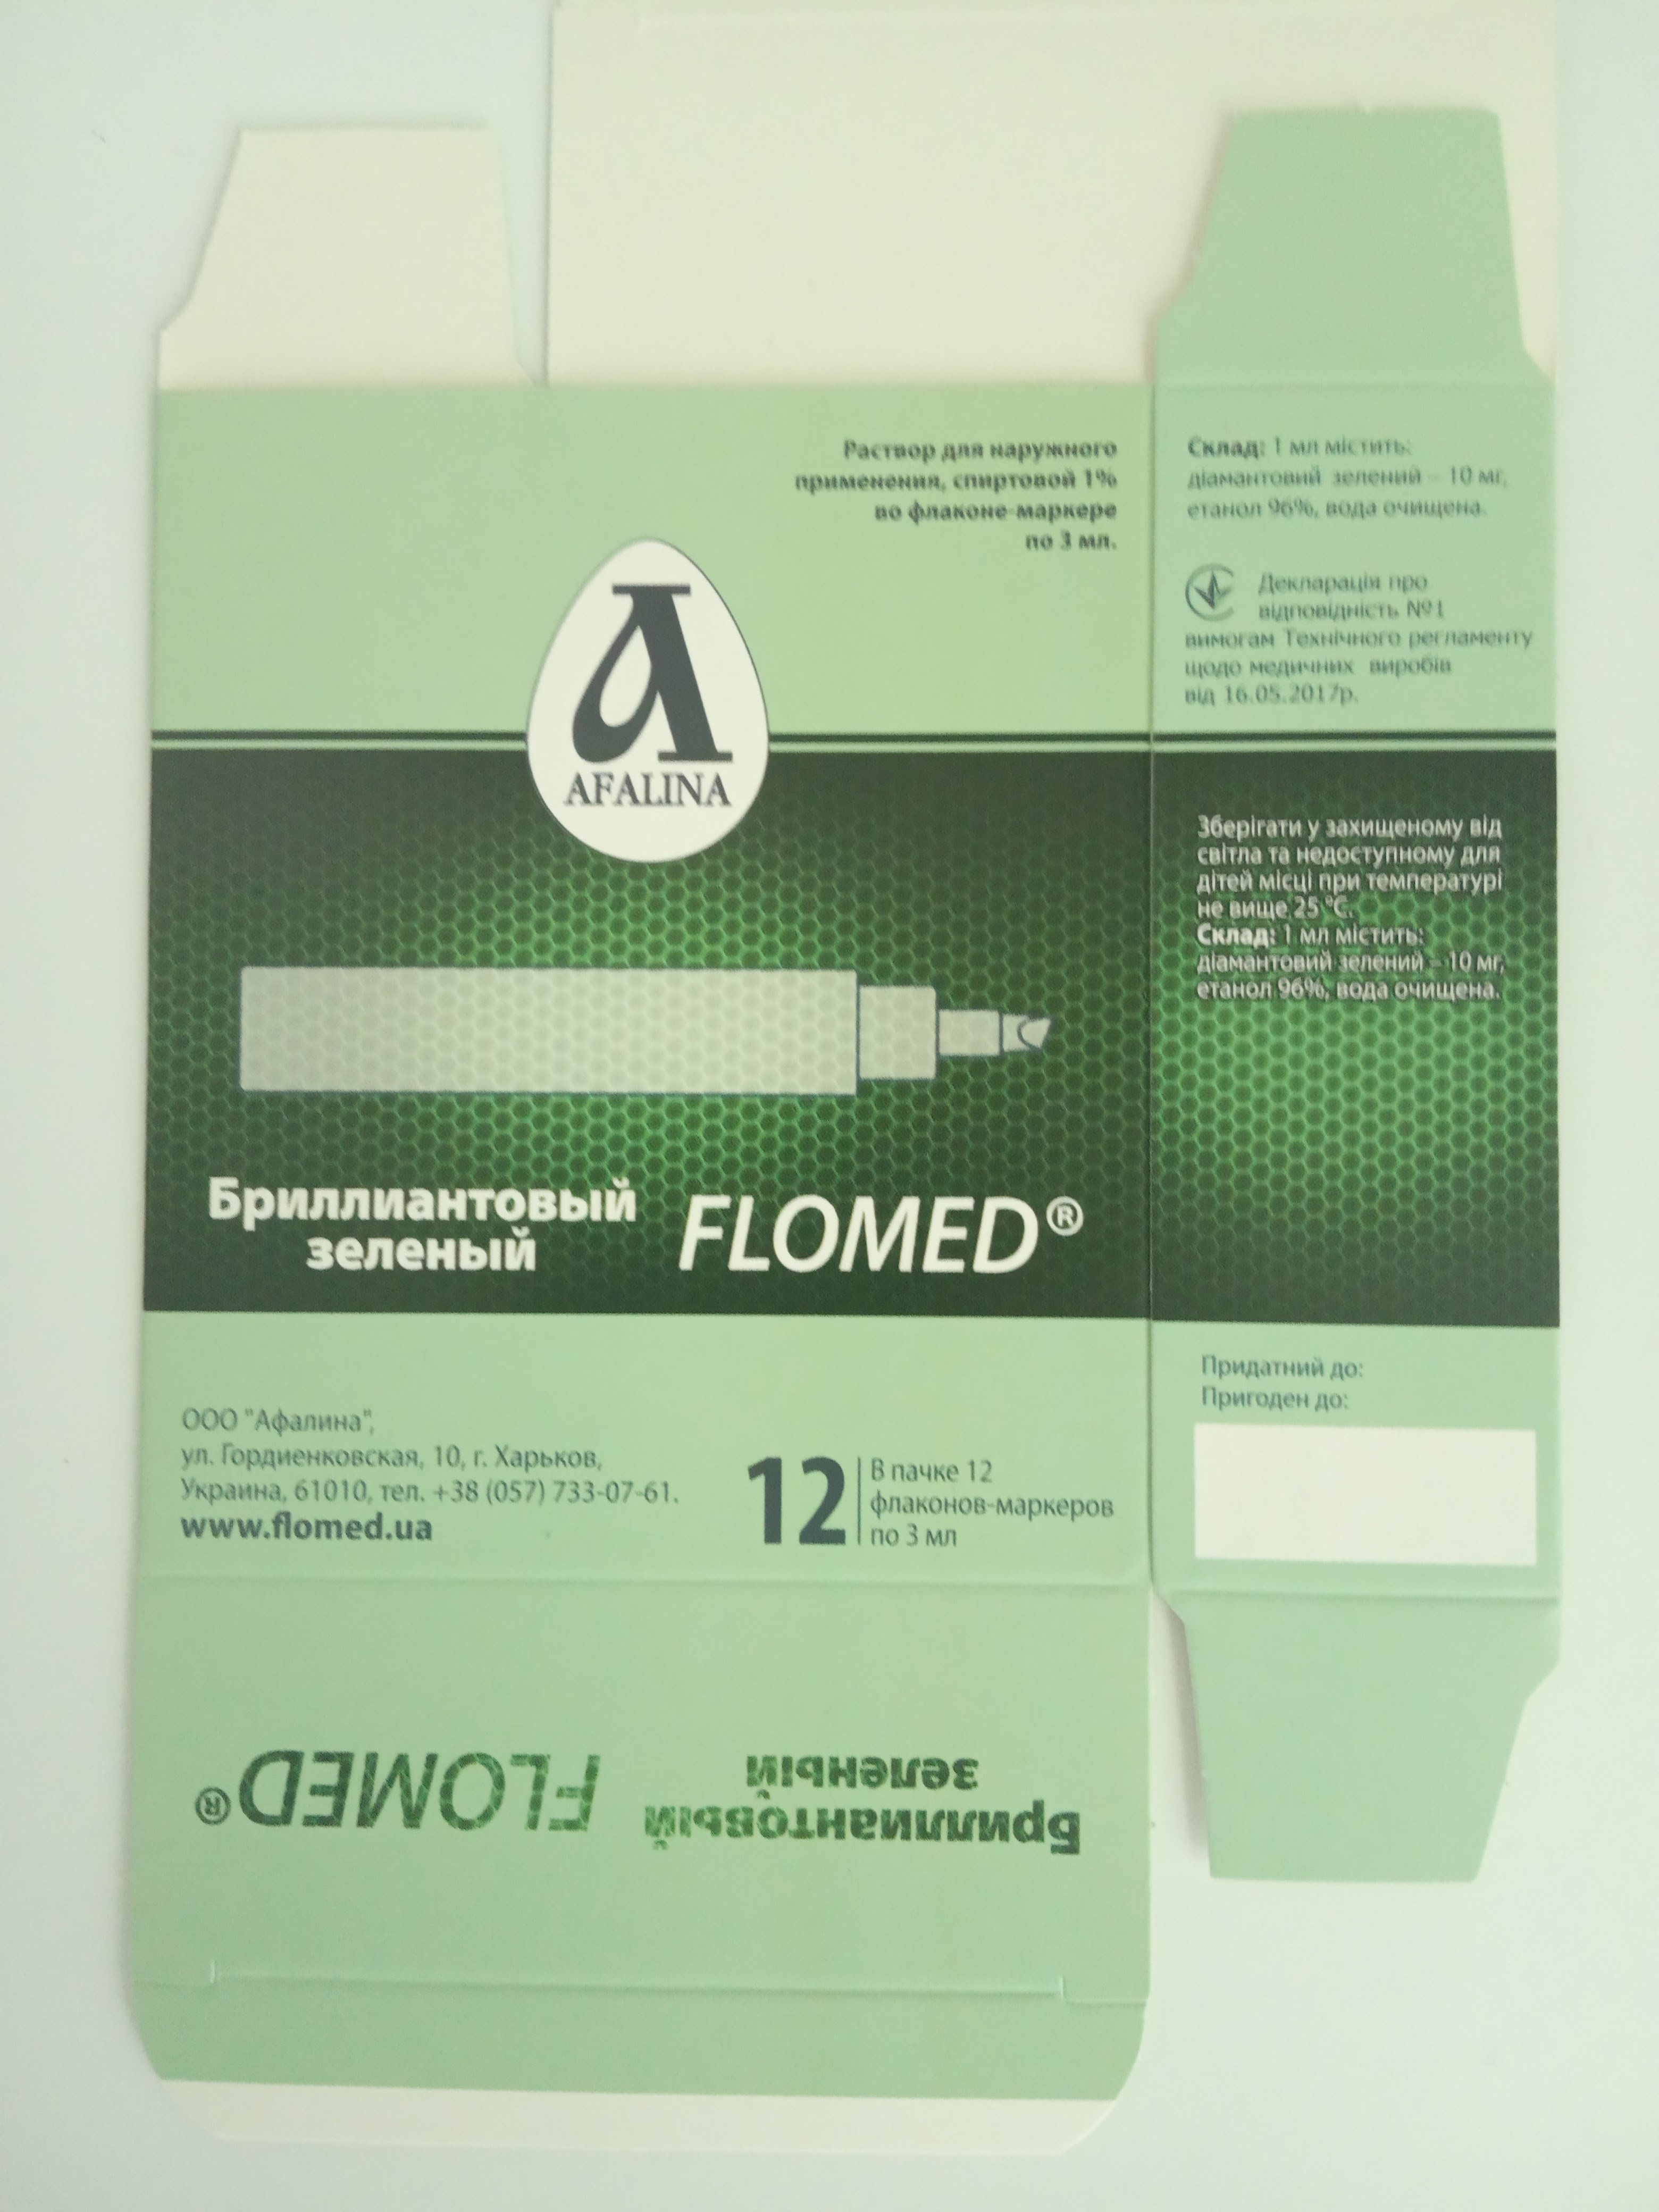 Раствор для наружного
применения, спиртовой 1%
во флаконе-маркере
по 3 мл.
A
AFALINA
Бриллиантовый
зеленый
FLOMED®
ООО "Афалина",
ул. Гордиенковская, 10, г. Харьков,
Украина, 61010, тел. +38 (057) 733-07-61.
www.flomed.ua
12
В пачке 12
флаконов-маркеров
по 3 мл
Бриллиантовый
зеленый
FLOMED®
Склад: 1 мл містить:
діамантовий зелений – 10 мг,
етанол 96%, вода очищена.
Декларація про
відповідність №1
вимогам Технічного регламенту
щодо медичних виробів
від 16.05.2017р.
Зберігати у захищеному від
світла та недоступному для
дітей місці при температурі
не вище 25 °C.
Склад: 1 мл містить:
діамантовий зелений – 10 мг,
етанол 96%, вода очищена.
Придатний до:
Пригоден до: